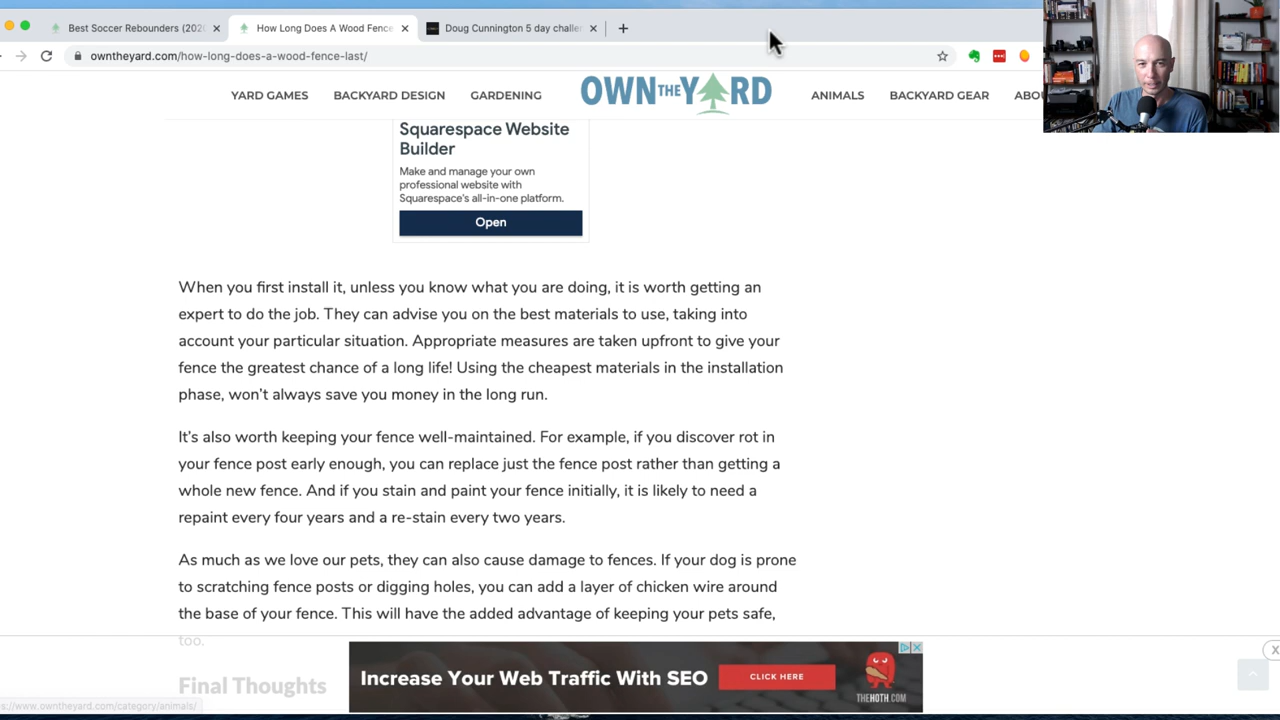 Best Soccer Rebounders (2020
How Long Does A Wood Fence
Doug Cunnington 5 day challen
owntheyard.com/how-long-does-a-wood-fence-last/
YARD GAMES
BACKYARD DESIGN
GARDENING
OWN THE YARD
ANIMALS
BACKYARD GEAR
ABOU
Squarespace Website
Builder
Make and manage your own
professional website with
Squarespace's all-in-one platform.
Open
When you first install it, unless you know what you are doing, it is worth getting an
expert to do the job. They can advise you on the best materials to use, taking into
account your particular situation. Appropriate measures are taken upfront to give your
fence the greatest chance of a long life! Using the cheapest materials in the installation
phase, won't always save you money in the long run.
It's also worth keeping your fence well-maintained. For example, if you discover rot in
your fence post early enough, you can replace just the fence post rather than getting a
whole new fence. And if you stain and paint your fence initially, it is likely to need a
repaint every four years and a re-stain every two years.
As much as we love our pets, they can also cause damage to fences. If your dog is prone
to scratching fence posts or digging holes, you can add a layer of chicken wire around
the base of your fence. This will have the added advantage of keeping your pets safe,
too.
Final Thoughts
Increase Your Web Traffic With SEO
CLICK HERE
THEHOTH.COM
X
s://www.owntheyard.com/category/animals/